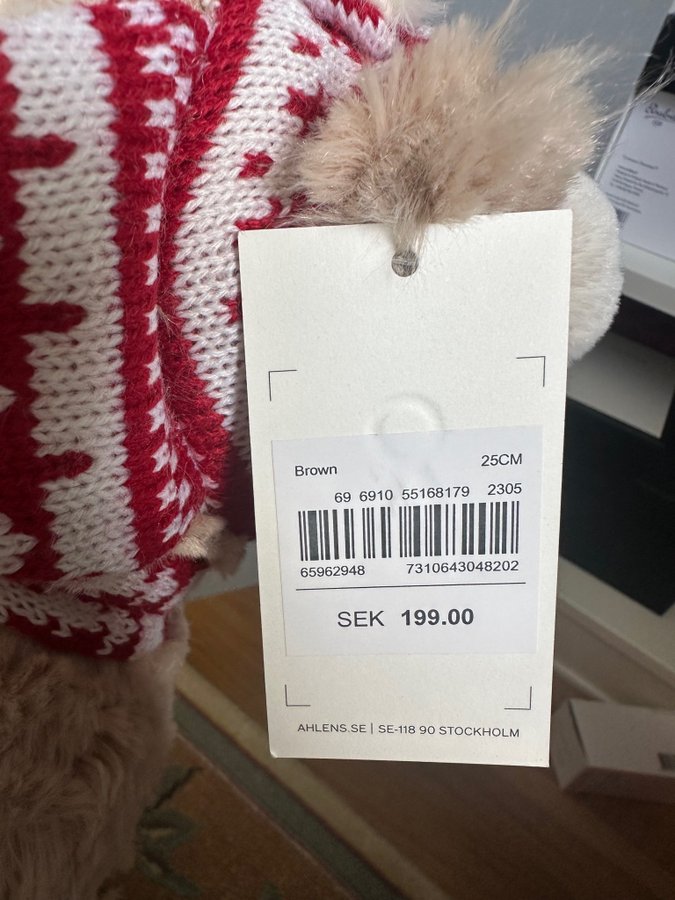 Brown 25CM
69 6910 55168179 2305
65962948 7310643048202
SEK 199.00
AHLENS.SE | SE-118 90 STOCKHOLM